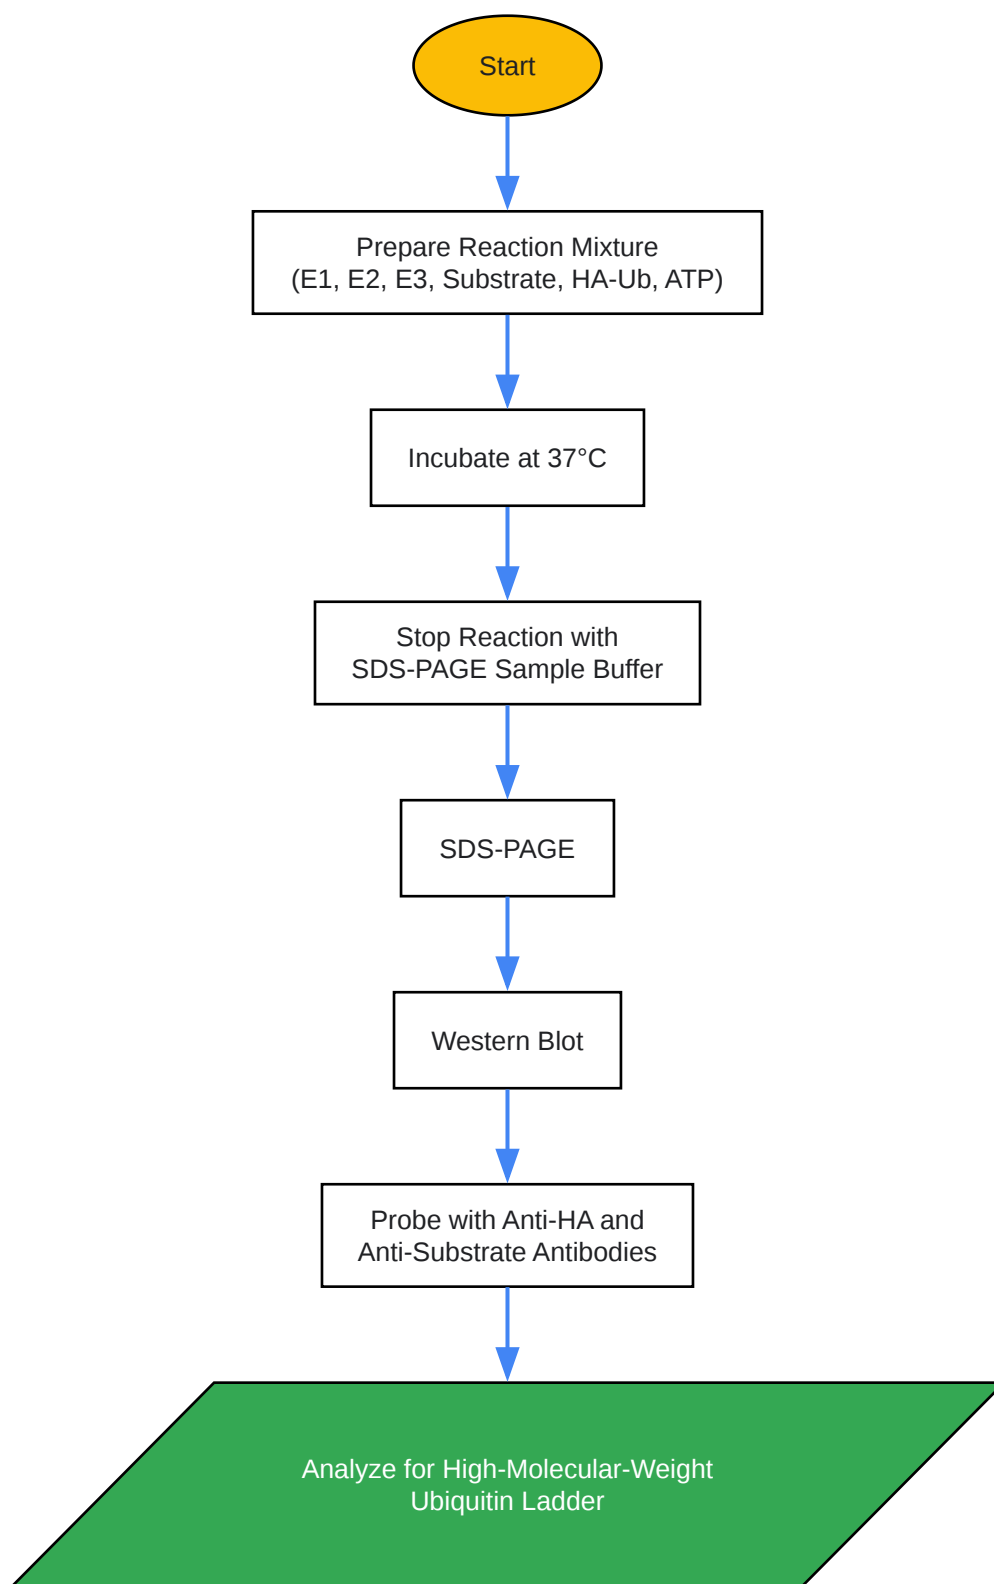 Start
Prepare Reaction Mixture
(E1, E2, E3, Substrate, HA-Ub, ATP)
Incubate at 37°C
Stop Reaction with
SDS-PAGE Sample Buffer
SDS-PAGE
Western Blot
Probe with Anti-HA and
Anti-Substrate Antibodies
Analyze for High-Molecular-Weight
Ubiquitin Ladder